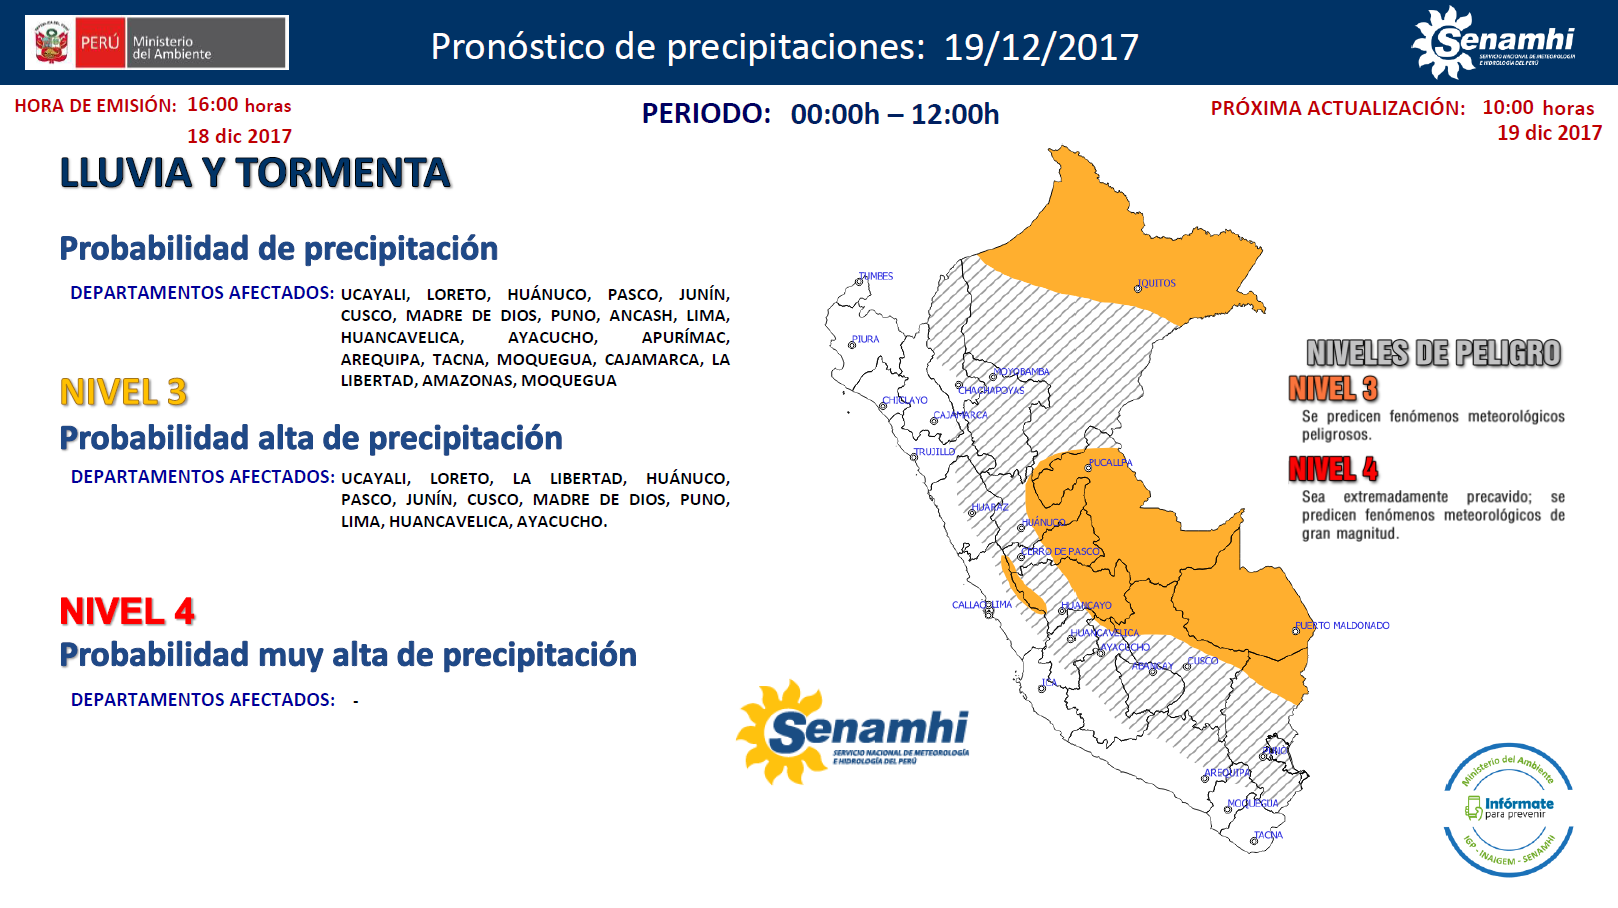 PERÚ
Ministerio
del Ambiente
Pronóstico de precipitaciones: 19/12/2017
Senamhi
SERVICIO NACIONAL DE METEOROLOGÍA
E HIDROLOGÍA DEL PERÚ
HORA DE EMISIÓN: 16:00 horas
18 dic 2017
PERIODO: 00:00h – 12:00h
PRÓXIMA ACTUALIZACIÓN: 10:00 horas
19 dic 2017
LLUVIA Y TORMENTA
Probabilidad de precipitación
DEPARTAMENTOS AFECTADOS: UCAYALI, LORETO, HUÁNUCO, PASCO, JUNÍN,
CUSCO, MADRE DE DIOS, PUNO, ANCASH, LIMA,
HUANCAVELICA, AYACUCHO, APURÍMAC,
AREQUIPA, TACNA, MOQUEGUA, CAJAMARCA, LA
LIBERTAD, AMAZONAS, MOQUEGUA
NIVEL 3
Probabilidad alta de precipitación
DEPARTAMENTOS AFECTADOS: UCAYALI, LORETO, LA LIBERTAD, HUÁNUCO,
PASCO, JUNÍN, CUSCO, MADRE DE DIOS, PUNO,
LIMA, HUANCAVELICA, AYACUCHO.
NIVEL 4
Probabilidad muy alta de precipitación
DEPARTAMENTOS AFECTADOS: -
TUMBES
IQUITOS
PIURA
MOYOBAMBA
CHACHAPOYAS
CHICLAYO
CAJAMARCA
TRUJILLO
PUCALLPA
HUARAZ
HUÁNUCO
CERRO DE PASCO
CALLAO
LIMA
HUANCAYO
PUERTO MALDONADO
HUANCAVELICA
AYACUCHO
CUSCO
ABANCAY
ICA
PUNO
AREQUIPA
MOQUEGUA
TACNA
NIVELES DE PELIGRO
NIVEL 3
Se predicen fenómenos meteorológicos
peligrosos.
NIVEL 4
Sea extremadamente precavido; se
predicen fenómenos meteorológicos de
gran magnitud.
Senamhi
SERVICIO NACIONAL DE METEOROLOGÍA
E HIDROLOGÍA DEL PERÚ
Ministerio del Ambiente
Infórmate
para prevenir
IGP - INAIGEM - SENAMHI